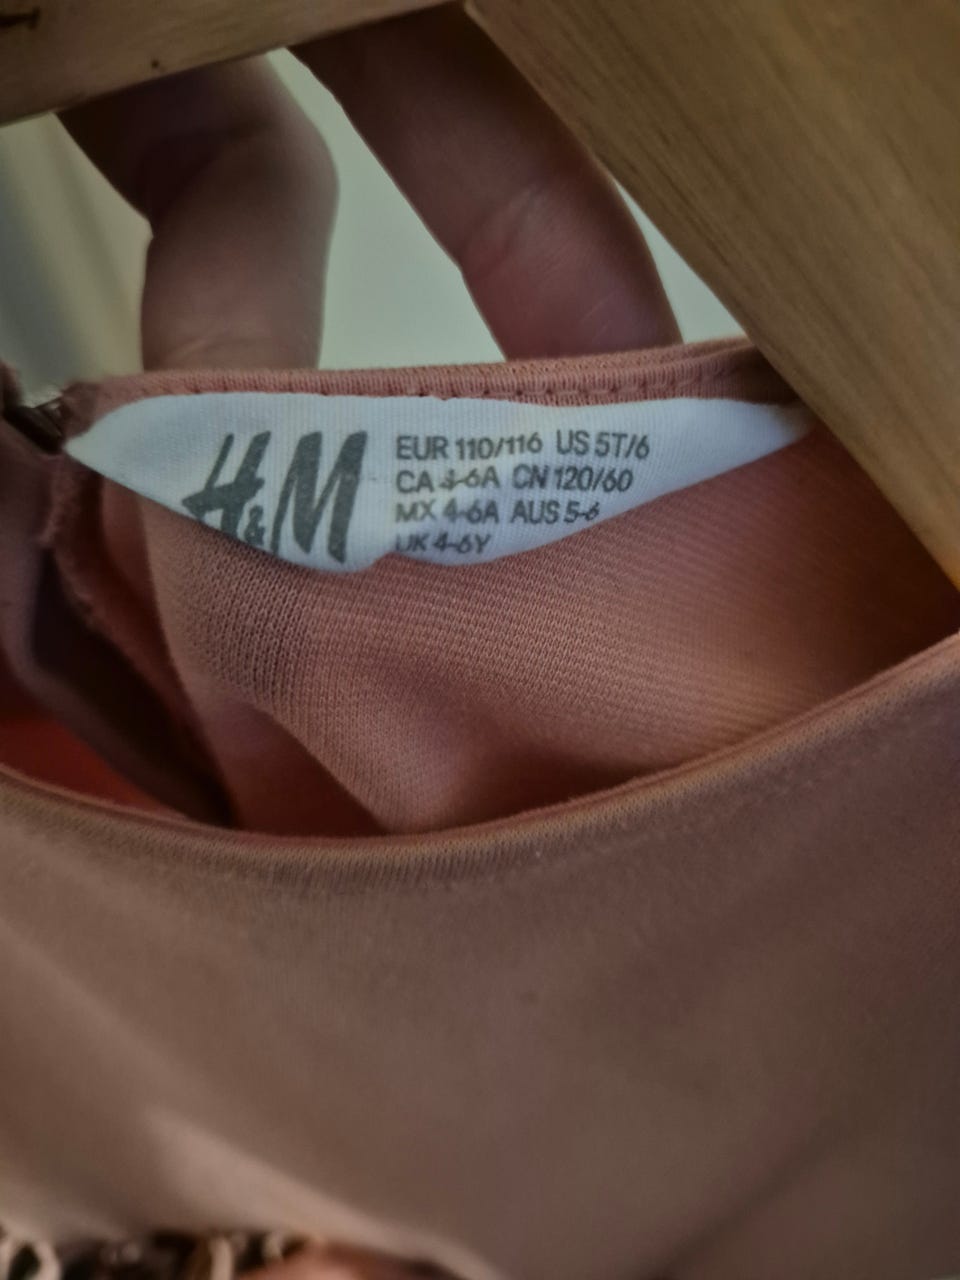 H&M
EUR 110/116 US 5T/6
CA 4-6A CN 120/60
MX 4-6A AUS 5-6
UK 4-6Y